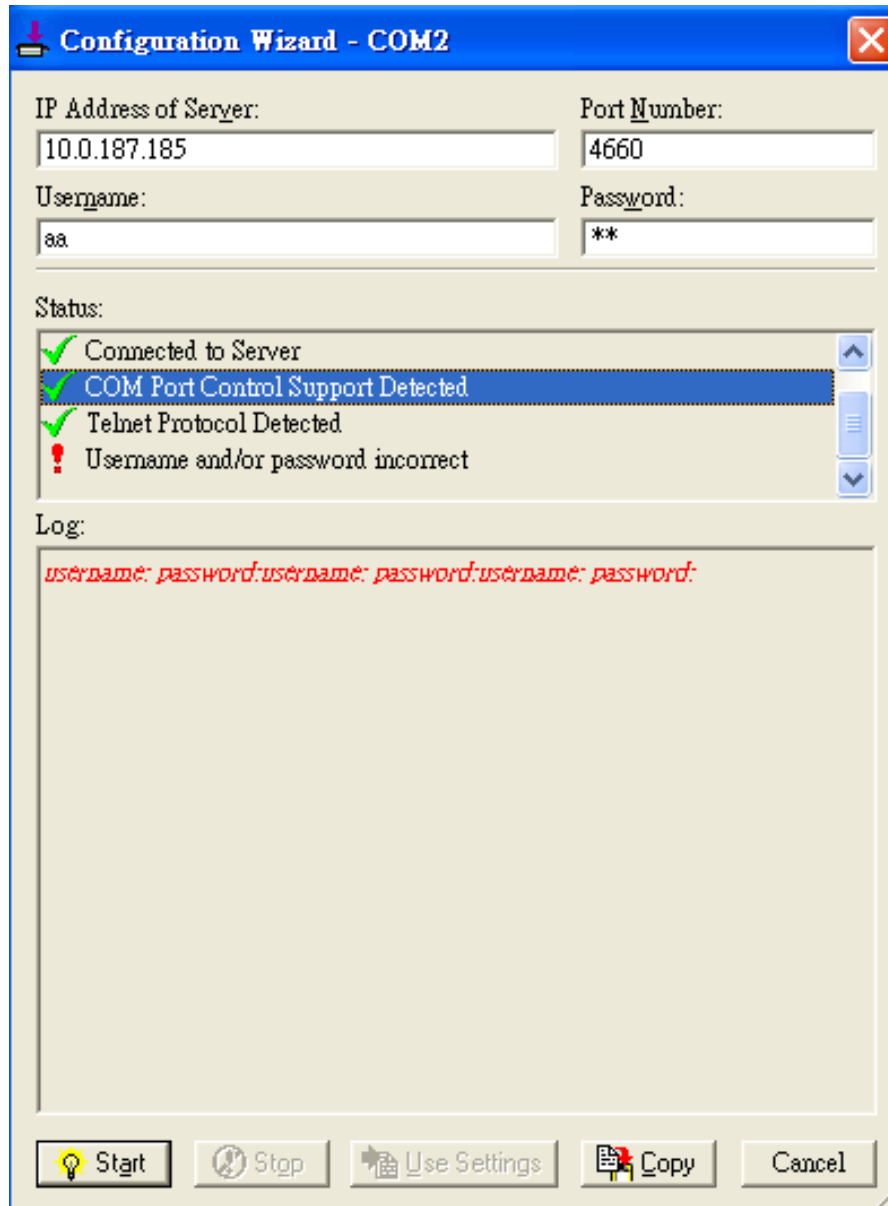 Configuration Wizard - COM2
IP Address of Server: Port Number:
10.0.187.185 4660
Username: Password:
aa **
Status:
Connected to Server
COM Port Control Support Detected
Telnet Protocol Detected
Username and/or password incorrect
Log:
username: password:username: password:username: password:
Start Stop Use Settings Copy Cancel